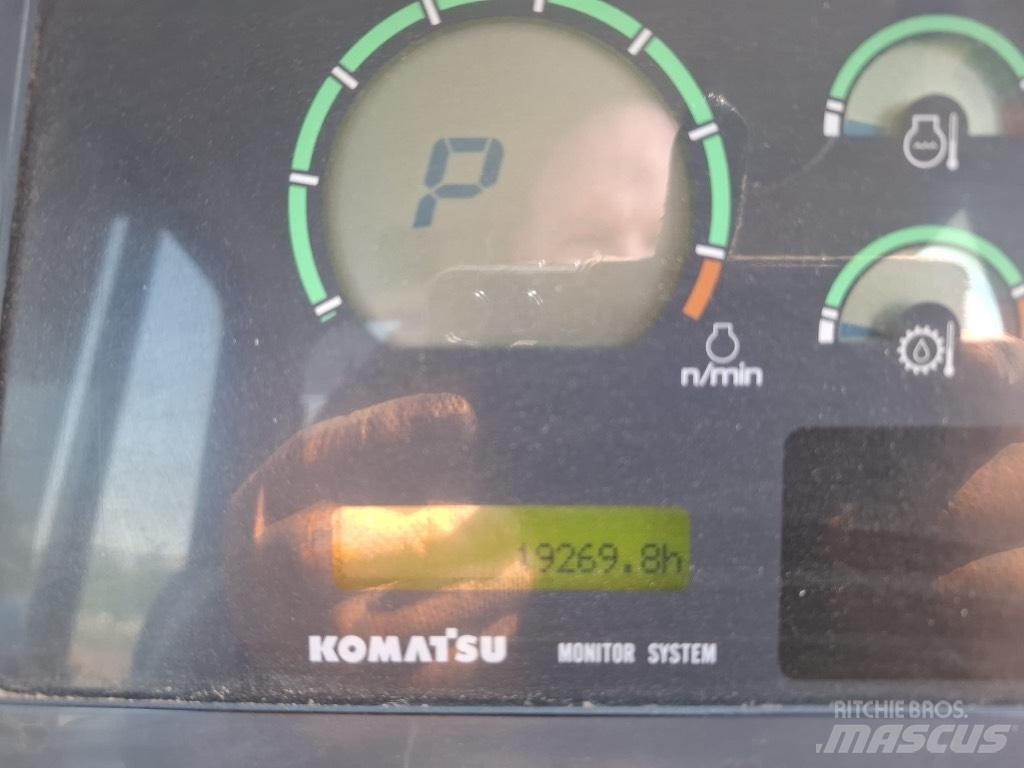 P
n/min
19269.8h
KOMATSU MONITOR SYSTEM
RITCHIE BROS.
MASCUS